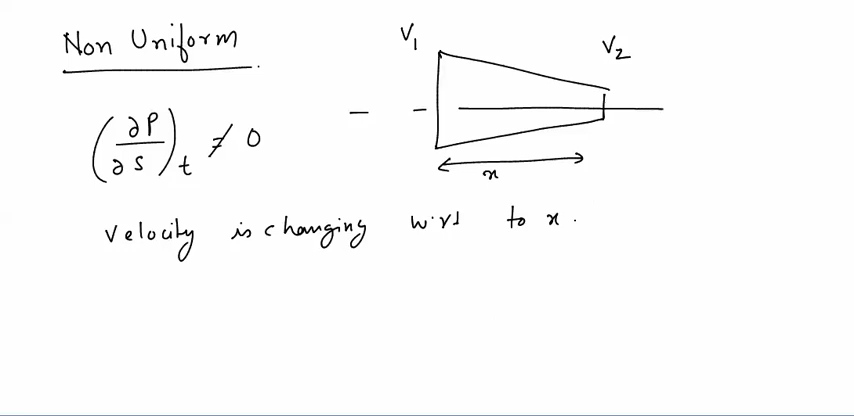 Non Uniform
V1
V2
(∂P/∂s)t ≠ 0
x
velocity is changing w.r.t to x.